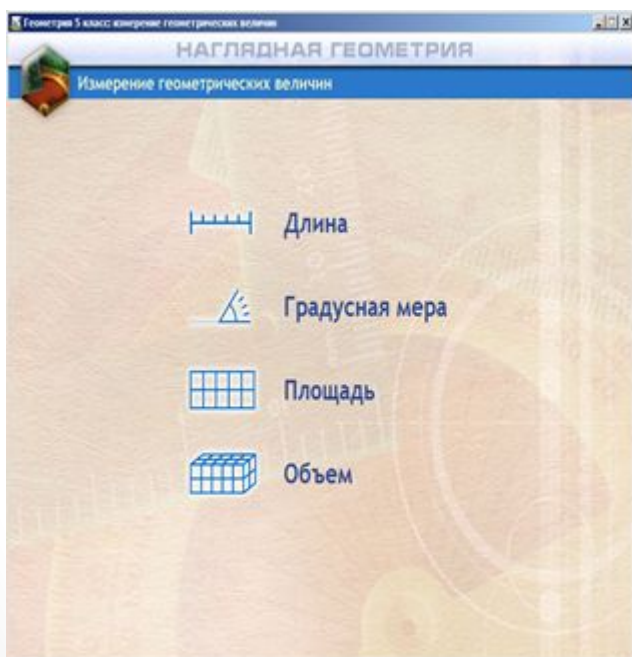 Геометрия 5 класс: измерение геометрических величин
НАГЛЯДНАЯ ГЕОМЕТРИЯ
Измерение геометрических величин
Длина
Градусная мера
Площадь
Объем